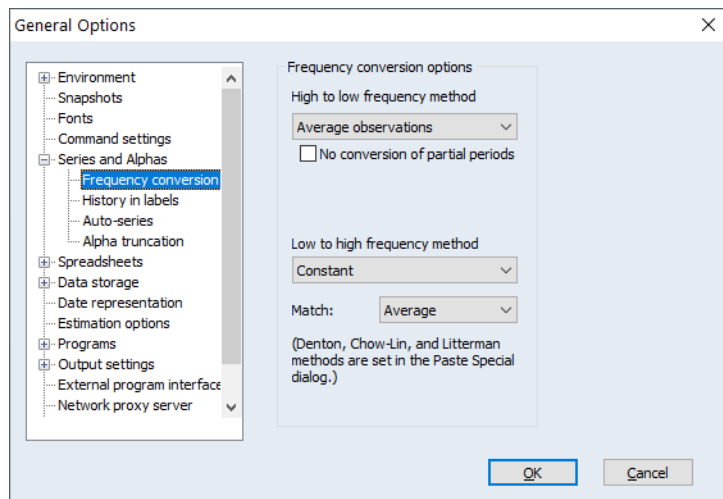 General Options
Environment
Snapshots
Fonts
Command settings
Series and Alphas
Frequency conversion
History in labels
Auto-series
Alpha truncation
Spreadsheets
Data storage
Date representation
Estimation options
Programs
Output settings
External program interface
Network proxy server
Frequency conversion options
High to low frequency method
Average observations
No conversion of partial periods
Low to high frequency method
Constant
Match: Average
(Denton, Chow-Lin, and Litterman
methods are set in the Paste Special
dialog.)
OK Cancel